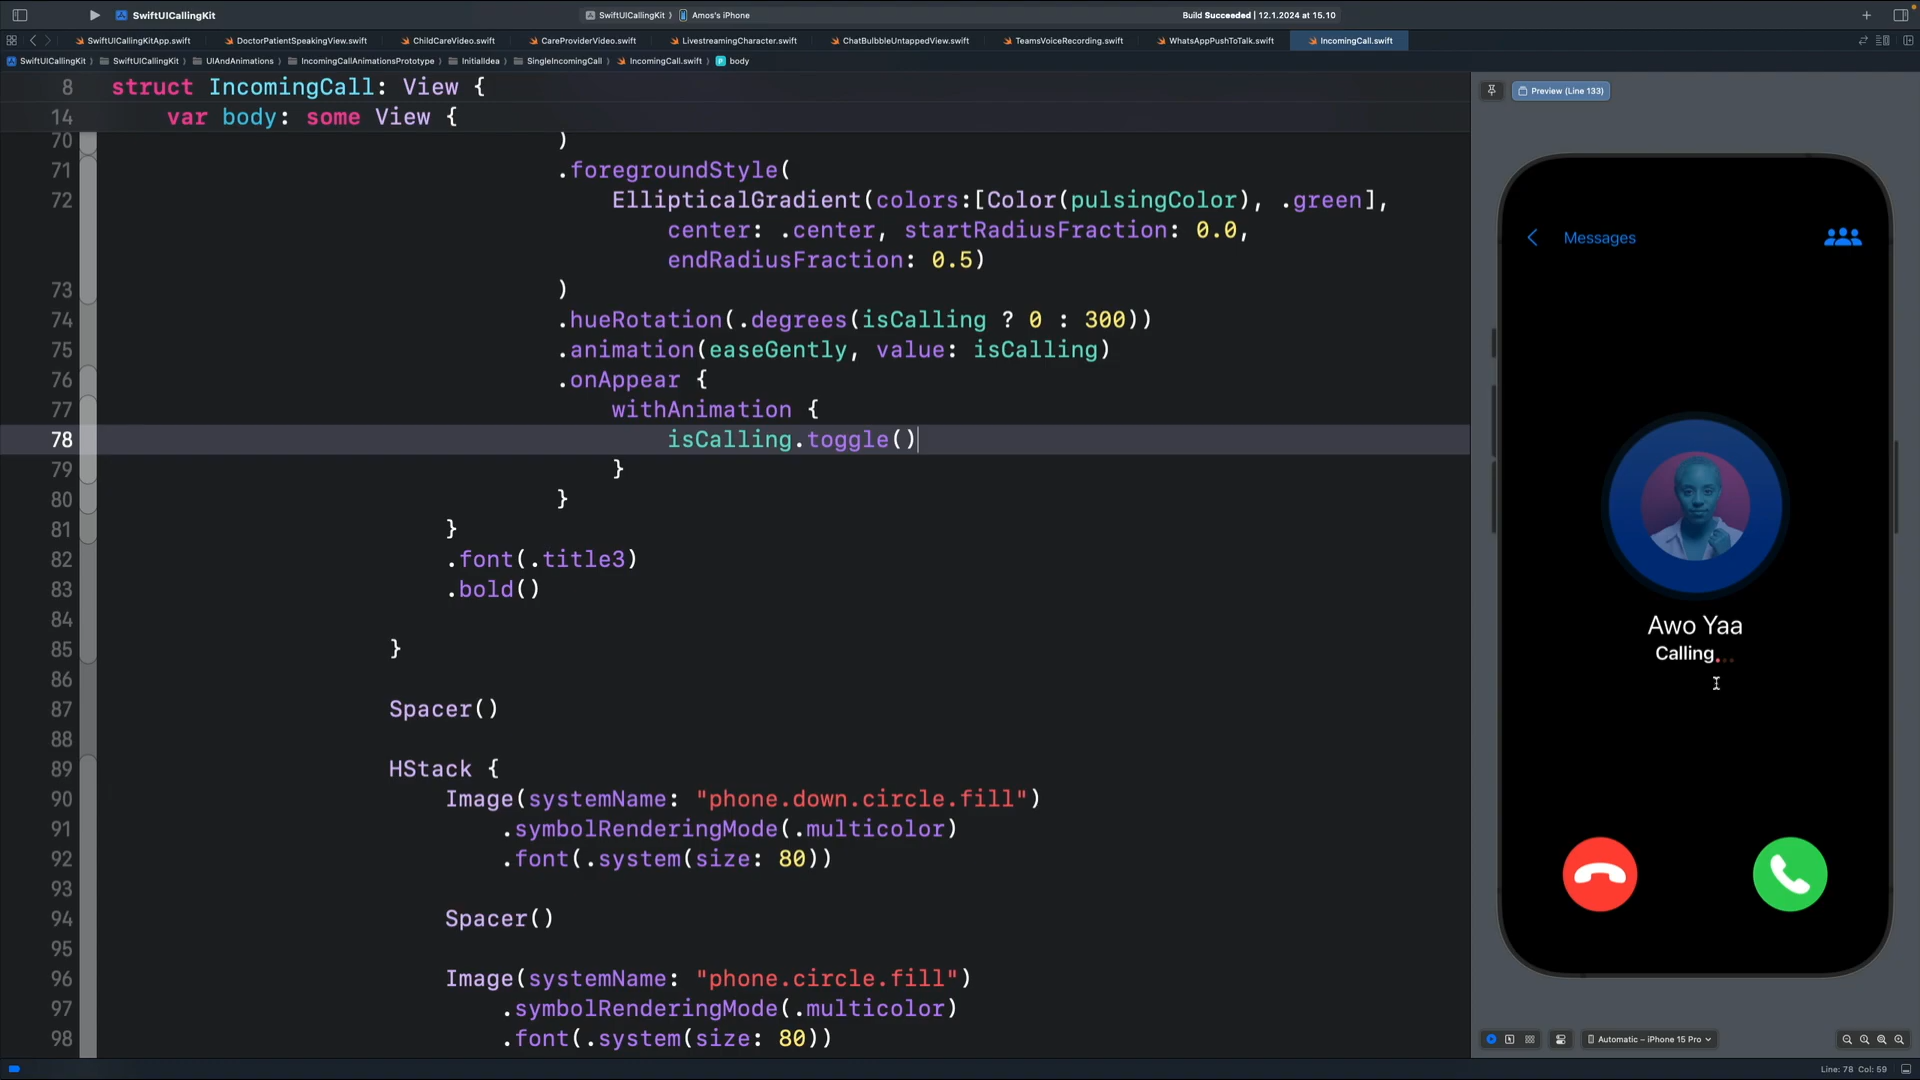 SwiftUICallingKit
SwiftUICallingKit 〉 Amos's iPhone
Build Succeeded | 12.1.2024 at 15.10
SwiftUICallingKitApp.swift
DoctorPatientSpeakingView.swift
ChildCareVideo.swift
CareProviderVideo.swift
LivestreamingCharacter.swift
ChatBulbbleUntappedView.swift
TeamsVoiceRecording.swift
WhatsAppPushToTalk.swift
IncomingCall.swift
SwiftUICallingKit 〉 SwiftUICallingKit 〉 UIAndAnimations 〉 IncomingCallAnimationsPrototype 〉 InitialIdea 〉 SingleIncomingCall 〉 IncomingCall.swift 〉 body
8 struct IncomingCall: View {
14 var body: some View {
70 )
71 .foregroundStyle(
72 EllipticalGradient(colors:[Color(pulsingColor), .green],
center: .center, startRadiusFraction: 0.0,
endRadiusFraction: 0.5)
73 )
74 .hueRotation(.degrees(isCalling ? 0 : 300))
75 .animation(easeGently, value: isCalling)
76 .onAppear {
77 withAnimation {
78 isCalling.toggle()
79 }
80 }
81 }
82 .font(.title3)
83 .bold()
84
85 }
86
87 Spacer()
88
89 HStack {
90 Image(systemName: "phone.down.circle.fill")
91 .symbolRenderingMode(.multicolor)
92 .font(.system(size: 80))
93
94 Spacer()
95
96 Image(systemName: "phone.circle.fill")
97 .symbolRenderingMode(.multicolor)
98 .font(.system(size: 80))
Preview (Line 133)
Messages
Awo Yaa
Calling...
Automatic – iPhone 15 Pro
Line: 78 Col: 59